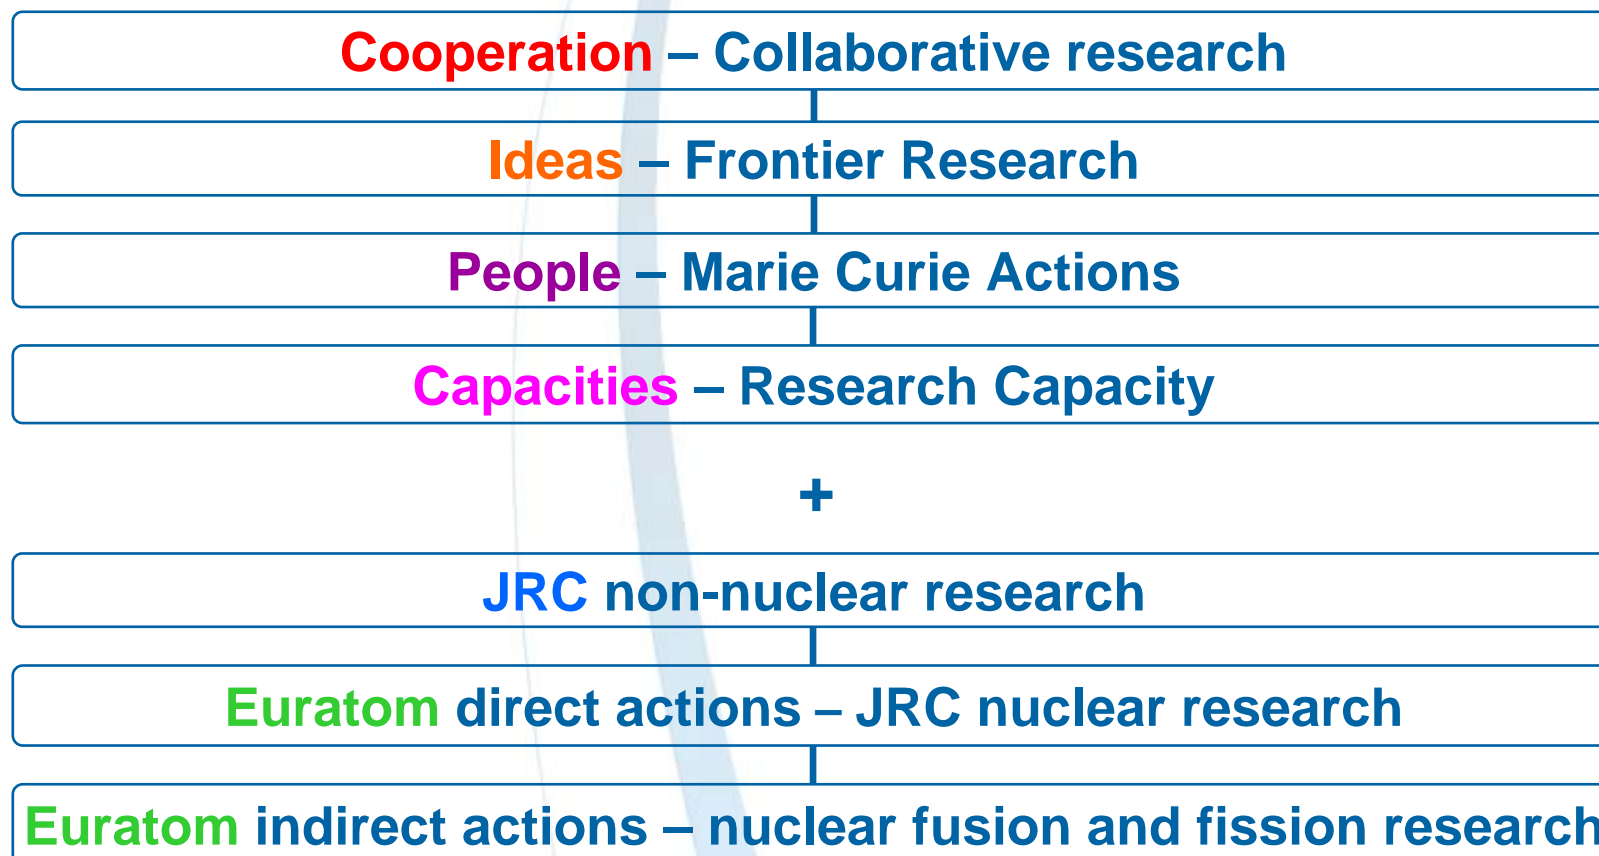 Cooperation – Collaborative research
Ideas – Frontier Research
People – Marie Curie Actions
Capacities – Research Capacity
+
JRC non-nuclear research
Euratom direct actions – JRC nuclear research
Euratom indirect actions – nuclear fusion and fission research